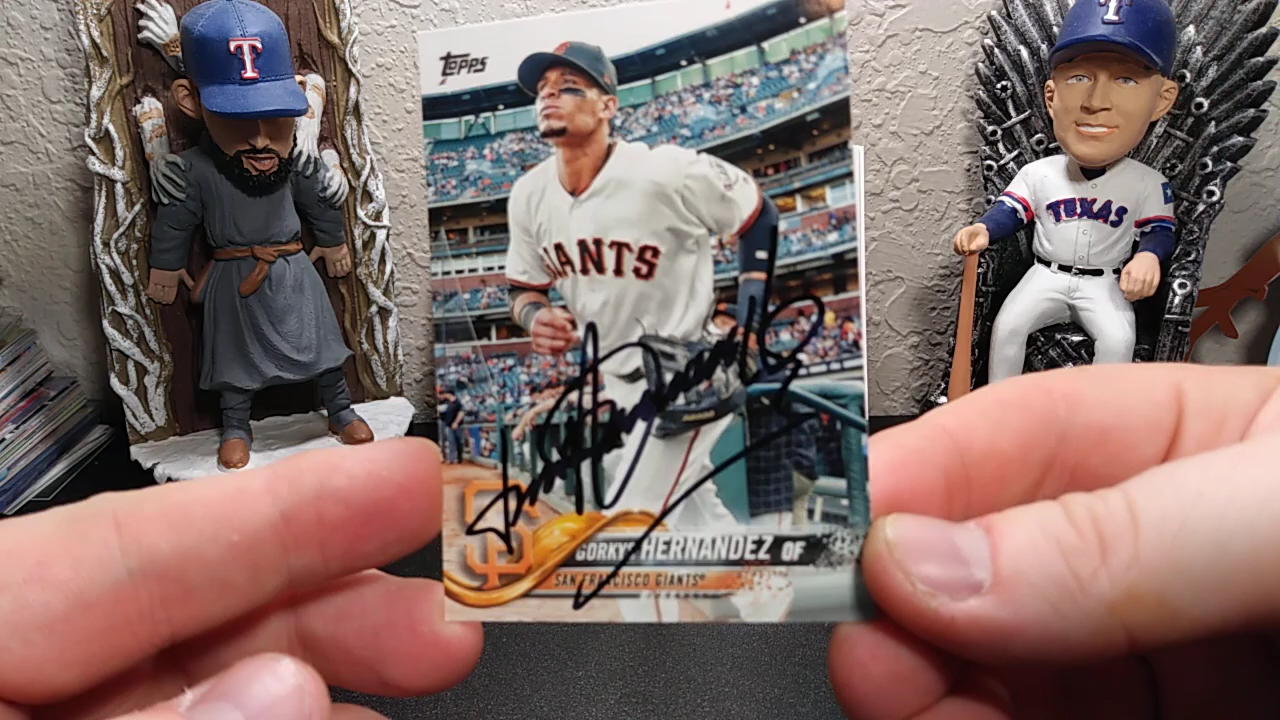 T
T
Topps
TEXAS
GIANTS
GORKYS HERNANDEZ OF
SAN FRANCISCO GIANTS®